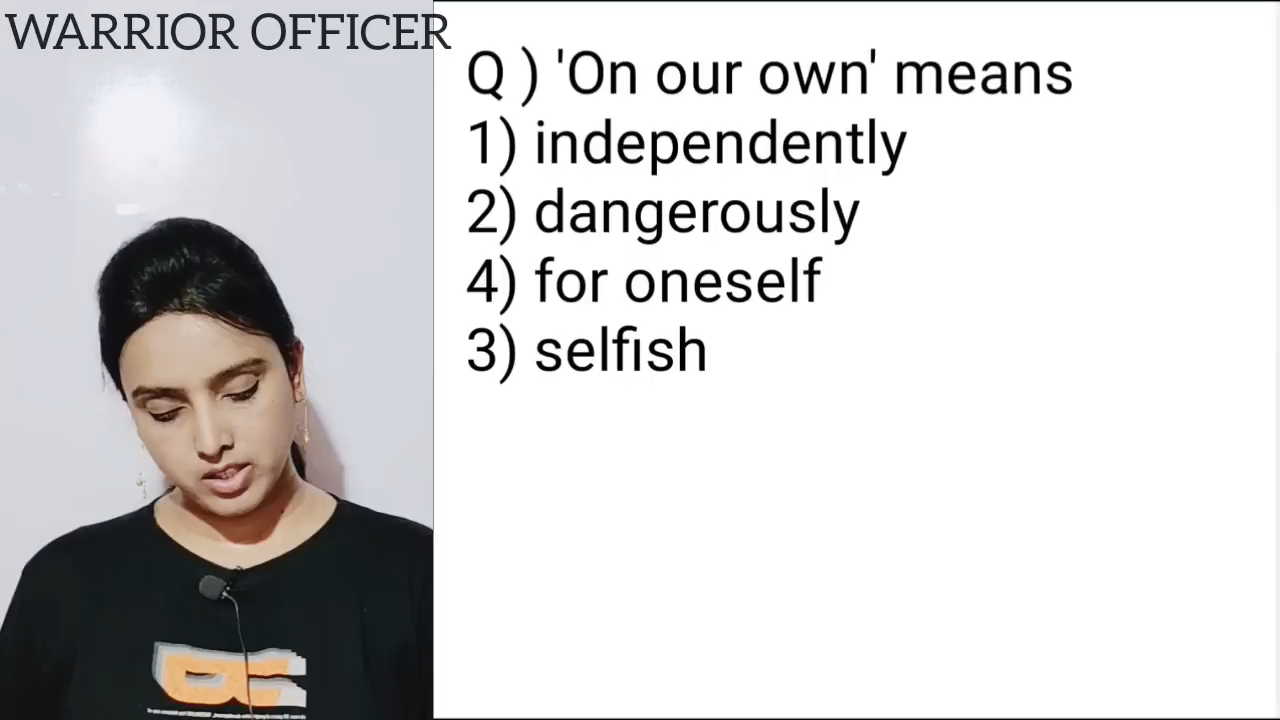 WARRIOR OFFICER
Q ) 'On our own' means
1) independently
2) dangerously
4) for oneself
3) selfish